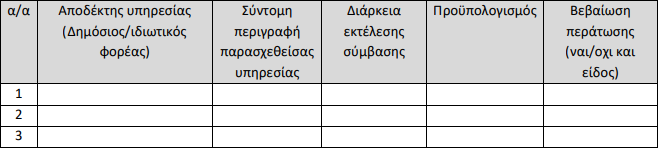 α/α
Αποδέκτης υπηρεσίας
(Δημόσιος/ιδιωτικός
φορέας)
Σύντομη
περιγραφή
παρασχεθείσας
υπηρεσίας
Διάρκεια
εκτέλεσης
σύμβασης
Προϋπολογισμός
Βεβαίωση
περάτωσης
(ναι/οχι και
είδος)
1
2
3